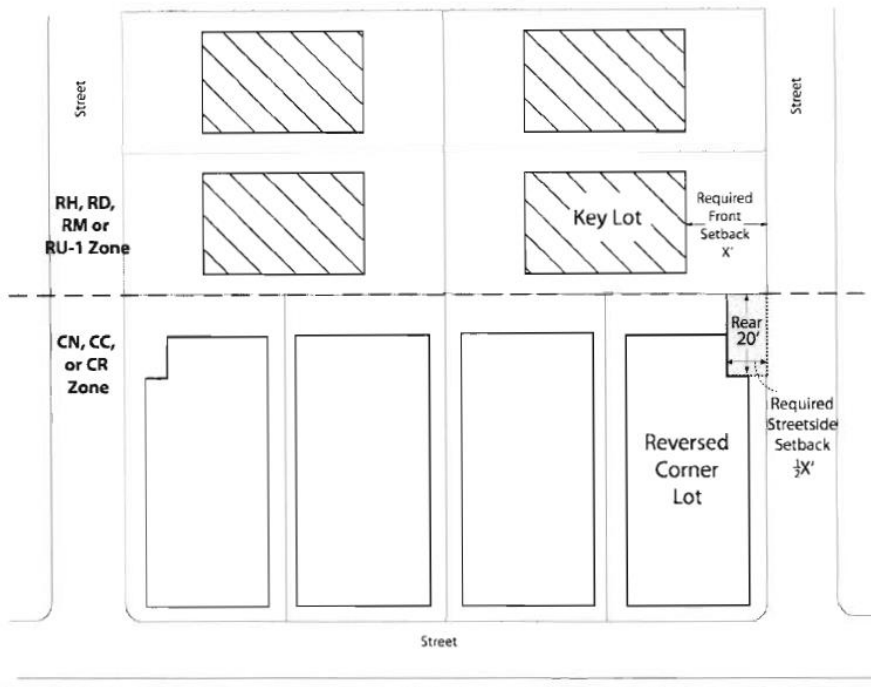 Street
Street
RH, RD,
RM or
RU-1 Zone
Key Lot
Required
Front
Setback
X'
CN, CC,
or CR
Zone
Rear
20'
Required
Streetside
Setback
½X'
Reversed
Corner
Lot
Street